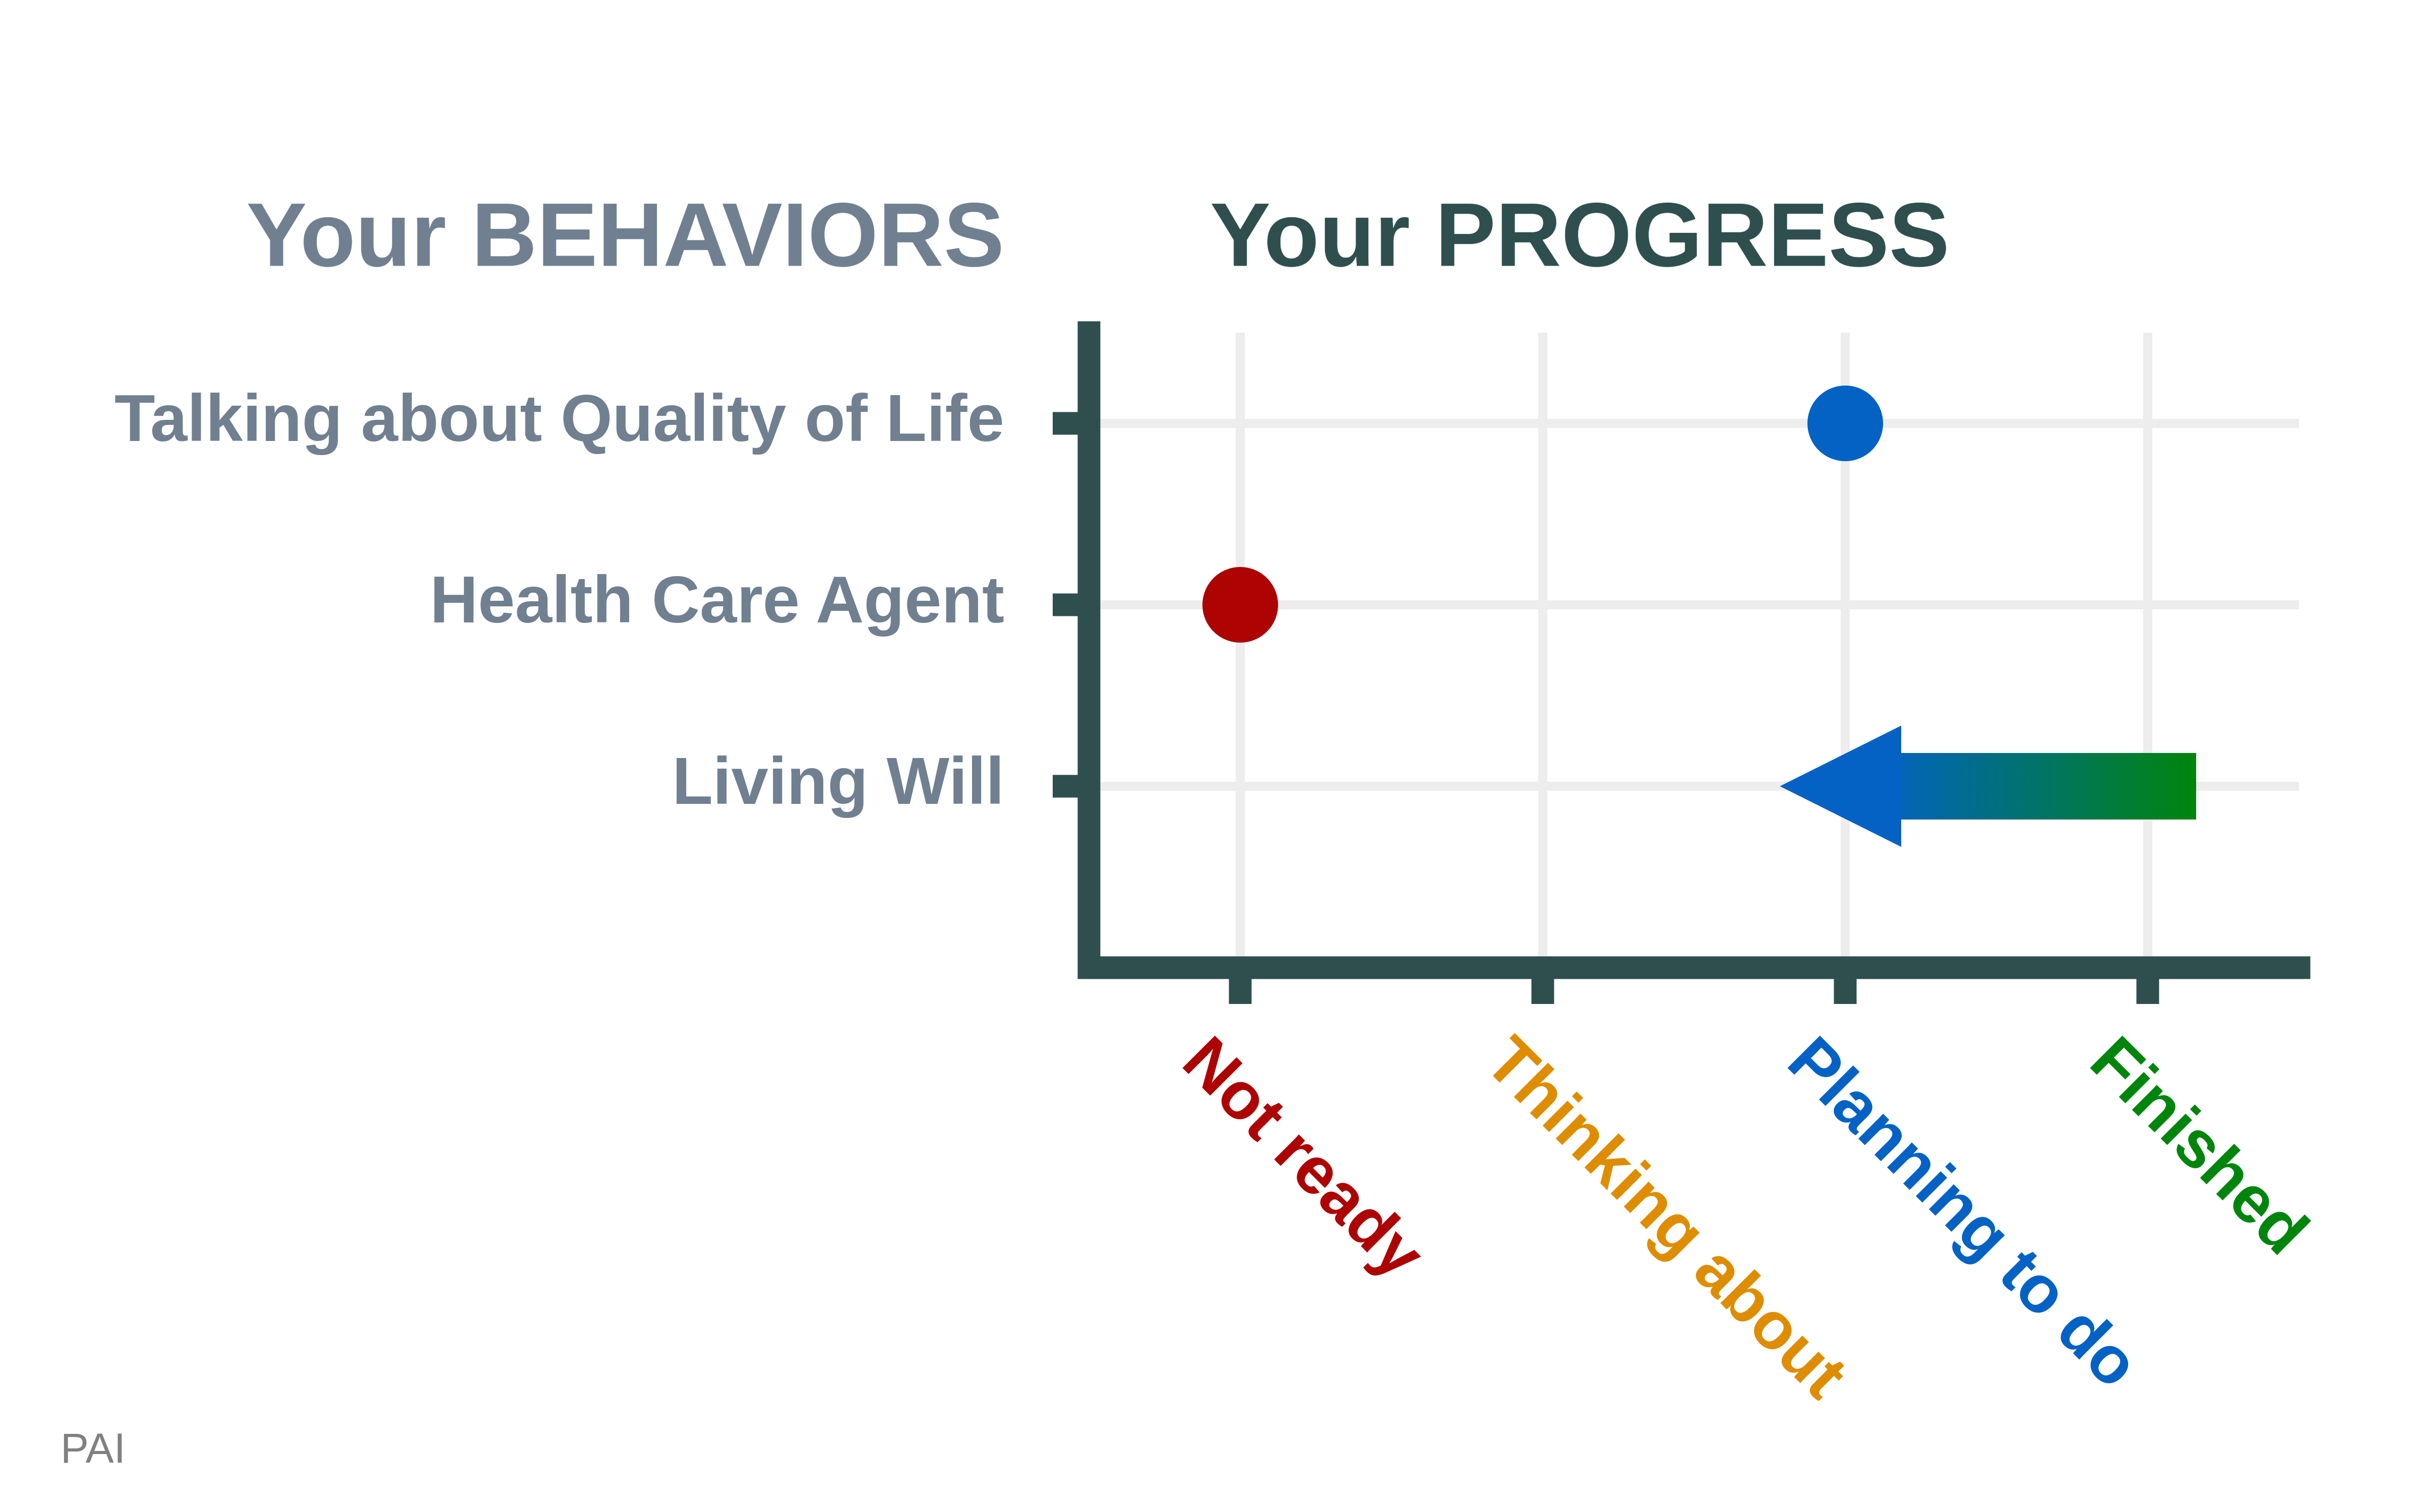 Your BEHAVIORS
Your PROGRESS
Talking about Quality of Life
Health Care Agent
Living Will
Not ready
Thinking about
Planning to do
Finished
PAI